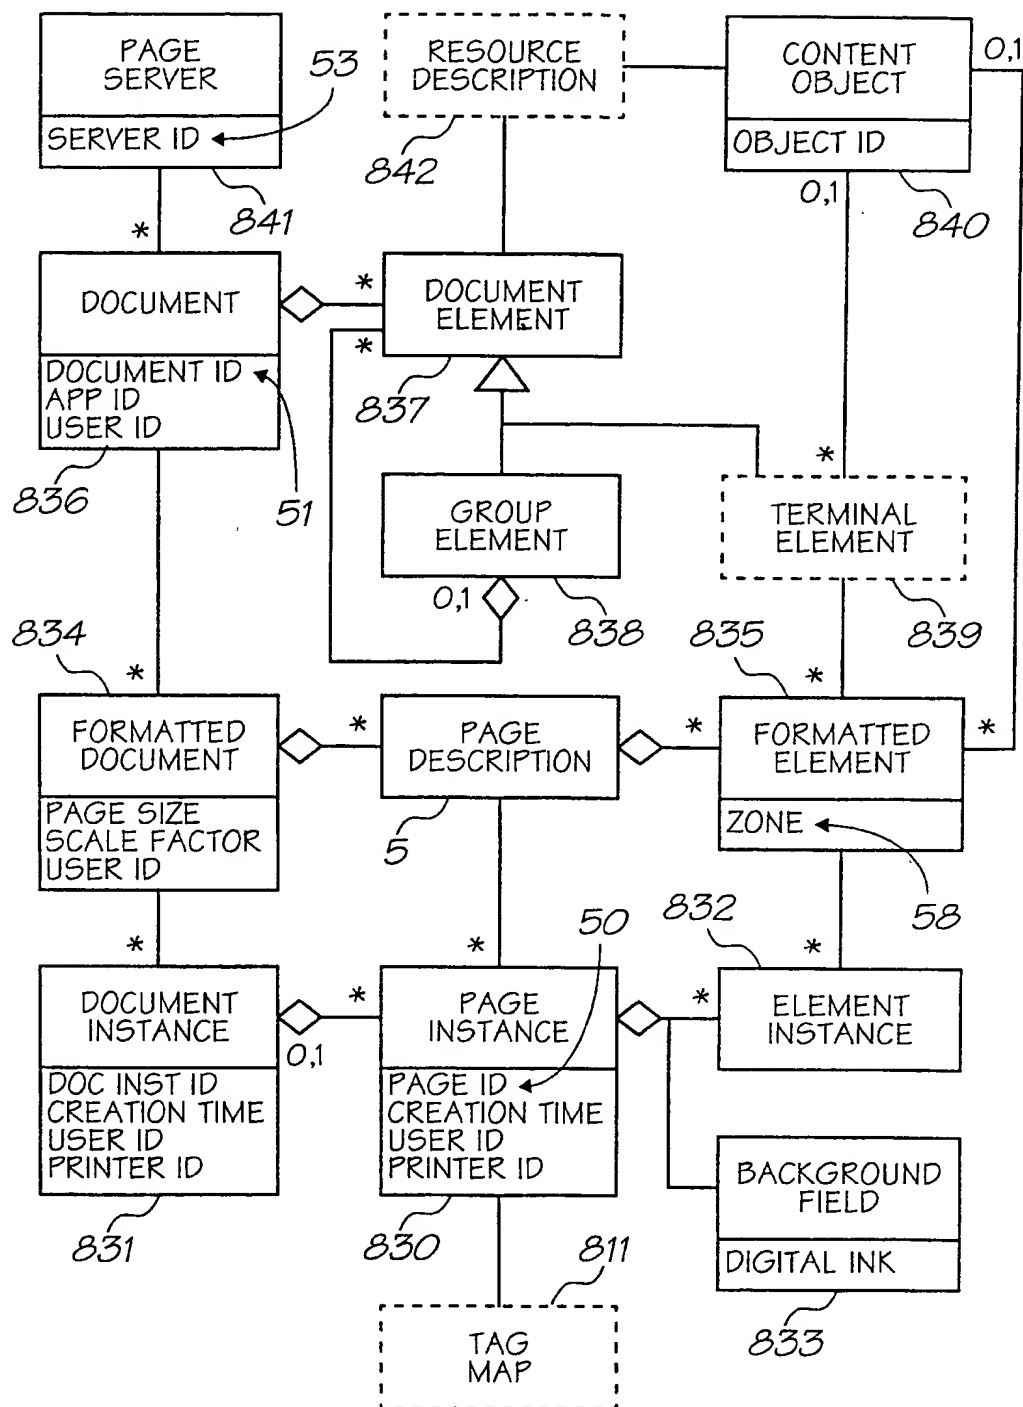 PAGE
SERVER
SERVER ID
53
841
RESOURCE
DESCRIPTION
842
CONTENT
OBJECT
OBJECT ID
0,1
0,1
840
*
DOCUMENT
DOCUMENT ID
APP ID
USER ID
836
51
*
*
DOCUMENT
ELEMENT
837
GROUP
ELEMENT
0,1
838
*
TERMINAL
ELEMENT
839
834
*
FORMATTED
DOCUMENT
PAGE SIZE
SCALE FACTOR
USER ID
*
PAGE
DESCRIPTION
5
835
*
*
FORMATTED
ELEMENT
*
ZONE
58
*
DOCUMENT
INSTANCE
0,1
DOC INST ID
CREATION TIME
USER ID
PRINTER ID
831
*
*
50
PAGE
INSTANCE
PAGE ID
CREATION TIME
USER ID
PRINTER ID
830
832
*
*
ELEMENT
INSTANCE
BACKGROUND
FIELD
DIGITAL INK
833
811
TAG
MAP